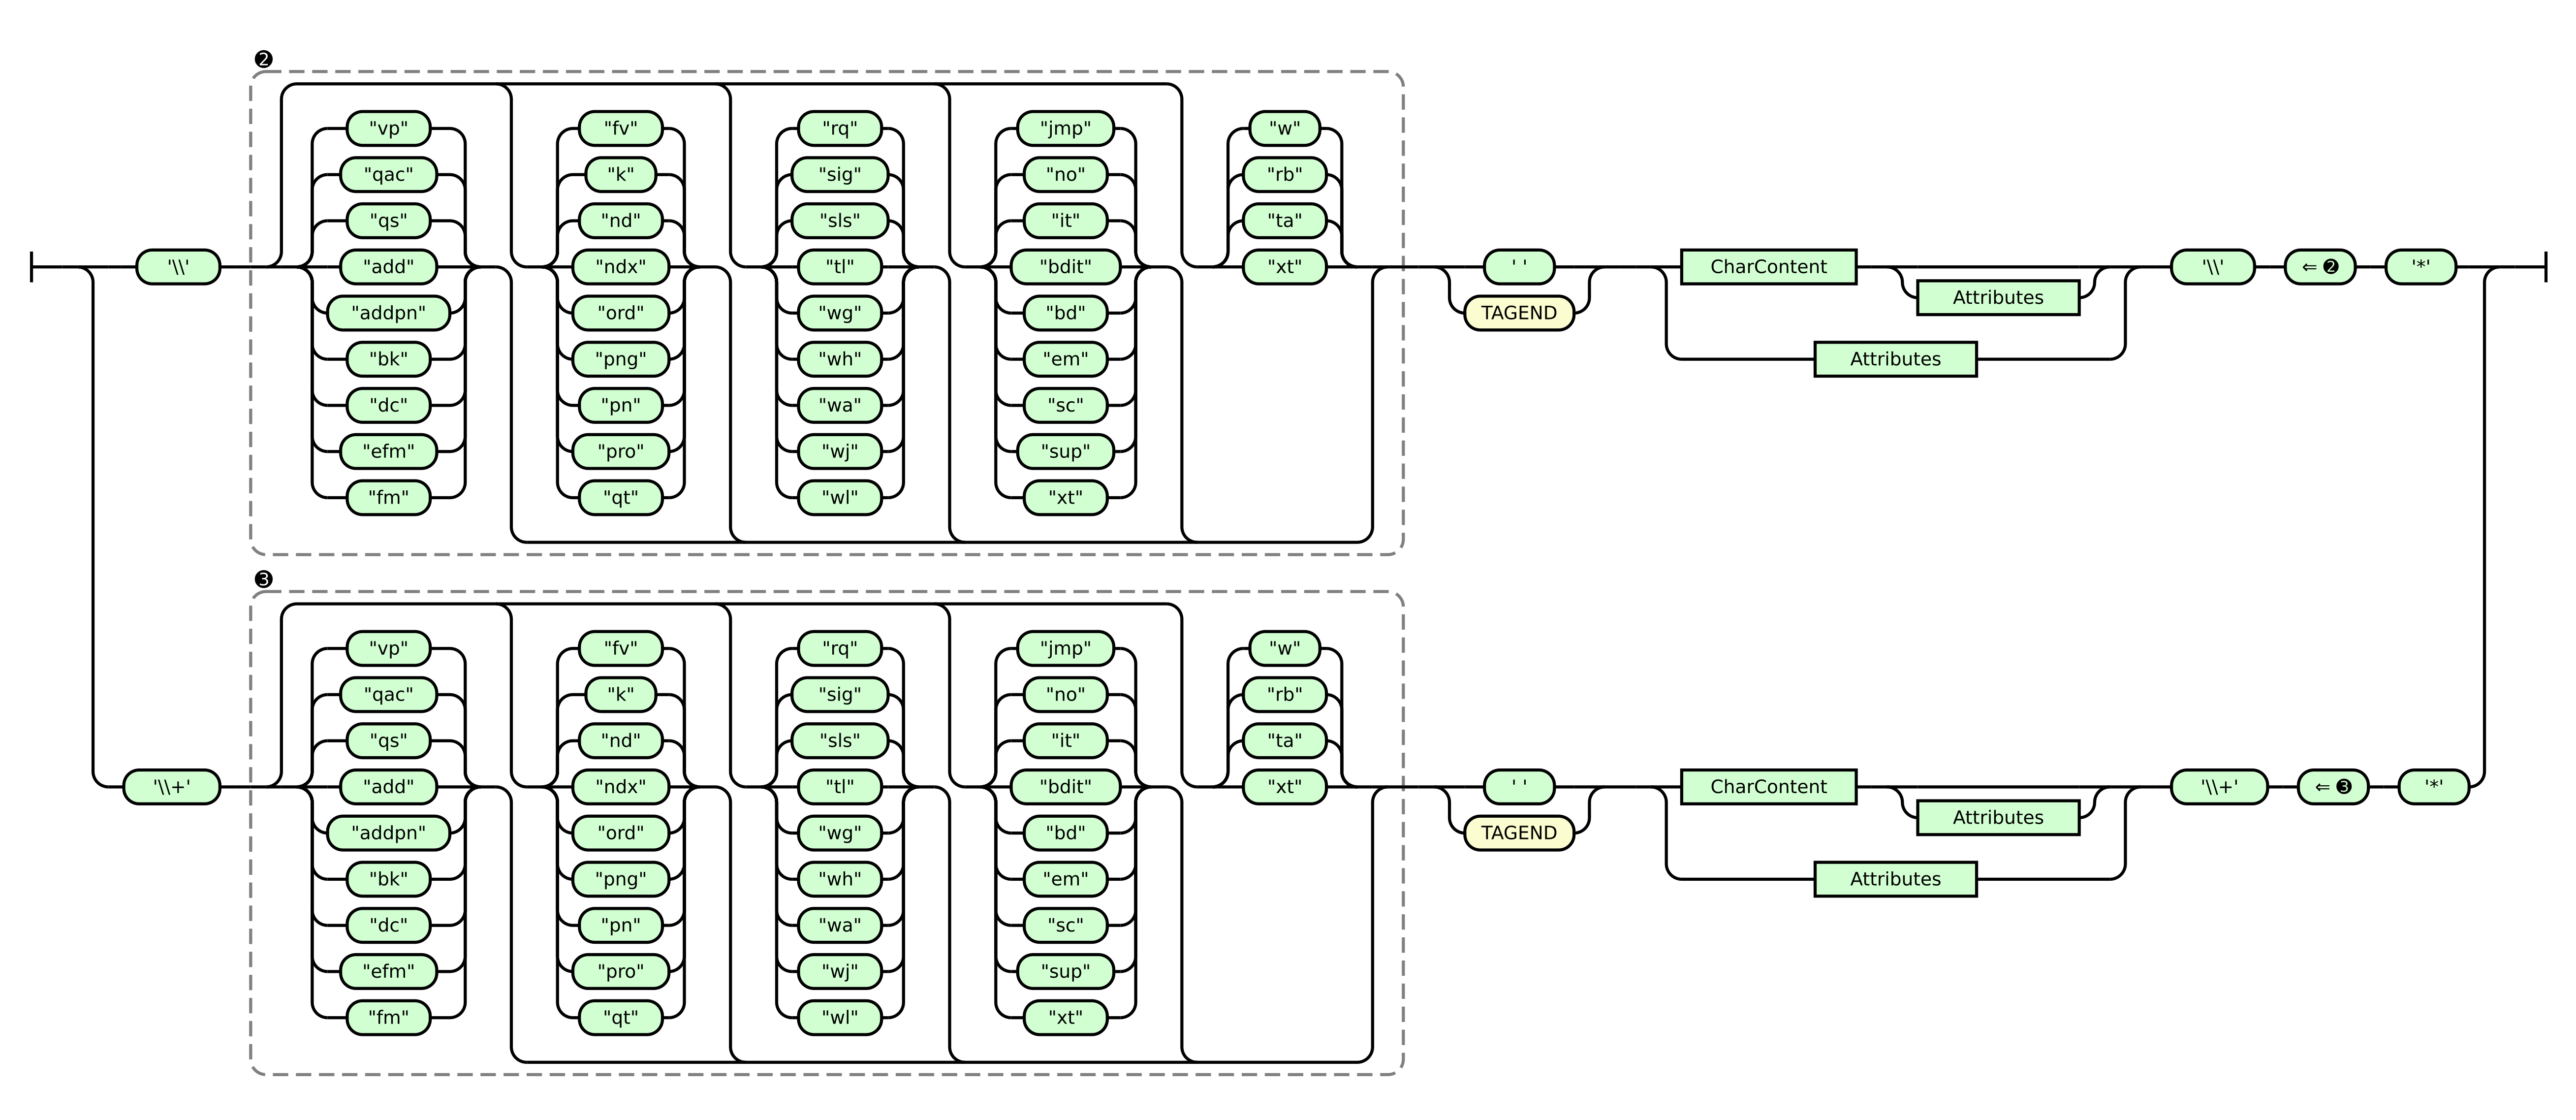 ❷
"vp" "fv" "rq" "jmp" "w"
"qac" "k" "sig" "no" "rb"
"qs" "nd" "sls" "it" "ta"
'\\' "add" "ndx" "tl" "bdit" "xt" ' ' CharContent '\\' ⇐ ❷ '*'
Attributes
"addpn" "ord" "wg" "bd" TAGEND
"bk" "png" "wh" "em" Attributes
"dc" "pn" "wa" "sc"
"efm" "pro" "wj" "sup"
"fm" "qt" "wl" "xt"
❸
"vp" "fv" "rq" "jmp" "w"
"qac" "k" "sig" "no" "rb"
"qs" "nd" "sls" "it" "ta"
'\\+' "add" "ndx" "tl" "bdit" "xt" ' ' CharContent '\\+' ⇐ ❸ '*'
Attributes
"addpn" "ord" "wg" "bd" TAGEND
"bk" "png" "wh" "em" Attributes
"dc" "pn" "wa" "sc"
"efm" "pro" "wj" "sup"
"fm" "qt" "wl" "xt"